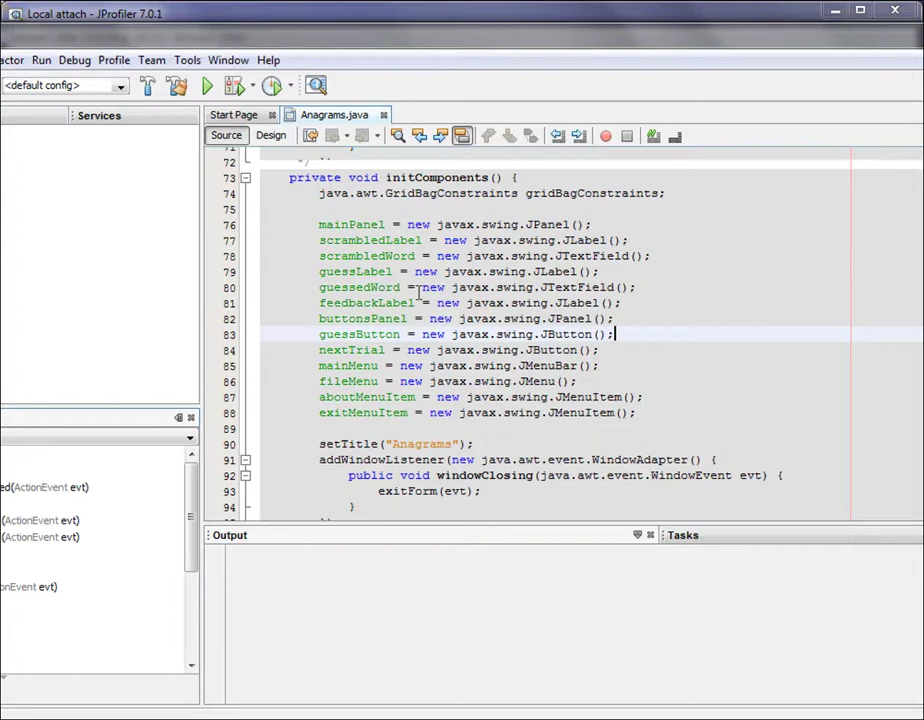 Local attach - JProfiler 7.0.1
actor Run Debug Profile Team Tools Window Help
<default config>
Services
Start Page Anagrams.java
Source Design
71 }
72 */
73 private void initComponents() {
74 java.awt.GridBagConstraints gridBagConstraints;
75
76 mainPanel = new javax.swing.JPanel();
77 scrambledLabel = new javax.swing.JLabel();
78 scrambledWord = new javax.swing.JTextField();
79 guessLabel = new javax.swing.JLabel();
80 guessedWord = new javax.swing.JTextField();
81 feedbackLabel = new javax.swing.JLabel();
82 buttonsPanel = new javax.swing.JPanel();
83 guessButton = new javax.swing.JButton();
84 nextTrial = new javax.swing.JButton();
85 mainMenu = new javax.swing.JMenuBar();
86 fileMenu = new javax.swing.JMenu();
87 aboutMenuItem = new javax.swing.JMenuItem();
88 exitMenuItem = new javax.swing.JMenuItem();
89
90 setTitle("Anagrams");
91 addWindowListener(new java.awt.event.WindowAdapter() {
92 public void windowClosing(java.awt.event.WindowEvent evt) {
93 exitForm(evt);
94 }
ed(ActionEvent evt)
(ActionEvent evt)
(ActionEvent evt)
onEvent evt)
Output
Tasks